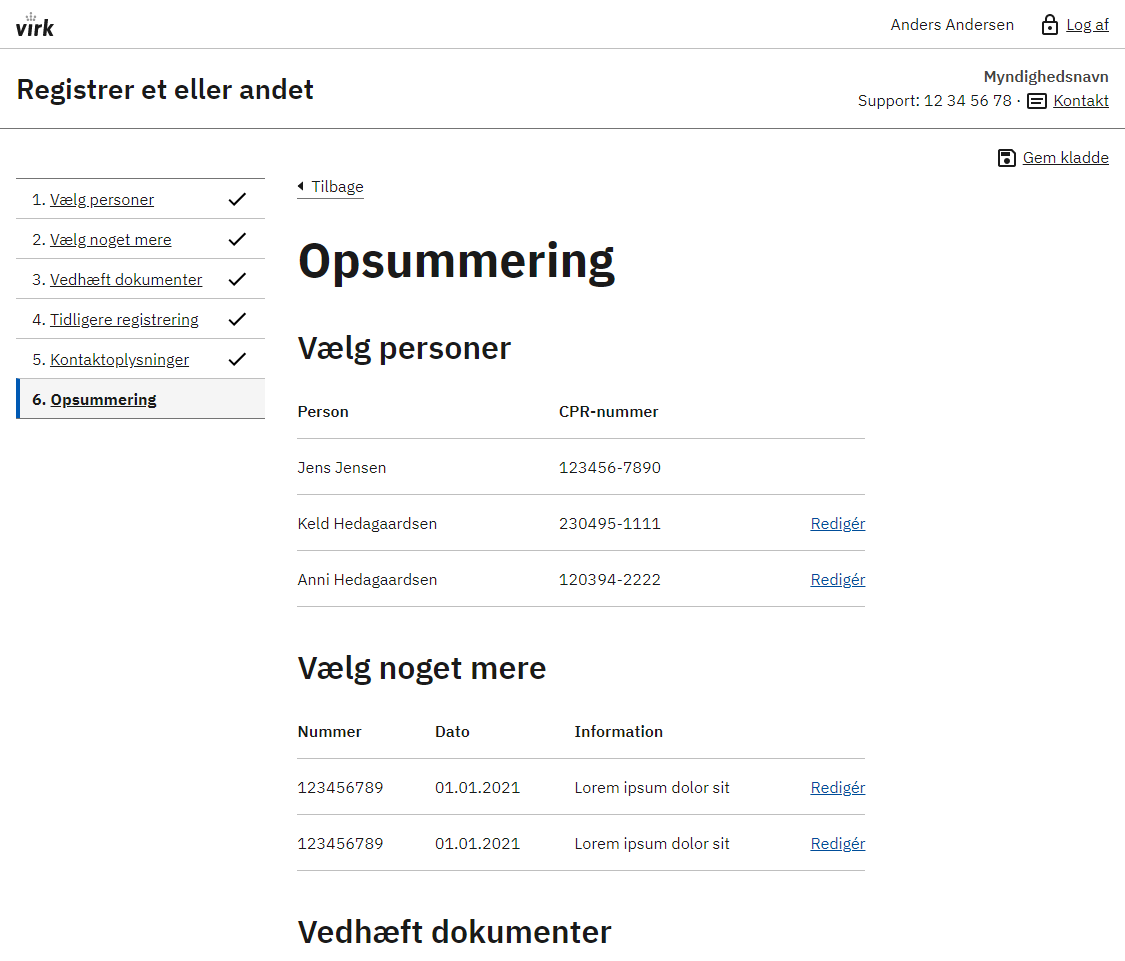 virk
Anders Andersen
Log af
Registrer et eller andet
Myndighedsnavn
Support: 12 34 56 78 · Kontakt
Gem kladde
1. Vælg personer
2. Vælg noget mere
3. Vedhæft dokumenter
4. Tidligere registrering
5. Kontaktoplysninger
6. Opsummering
Tilbage
Opsummering
Vælg personer
Person CPR-nummer
Jens Jensen 123456-7890
Keld Hedagaardsen 230495-1111 Redigér
Anni Hedagaardsen 120394-2222 Redigér
Vælg noget mere
Nummer Dato Information
123456789 01.01.2021 Lorem ipsum dolor sit Redigér
123456789 01.01.2021 Lorem ipsum dolor sit Redigér
Vedhæft dokumenter